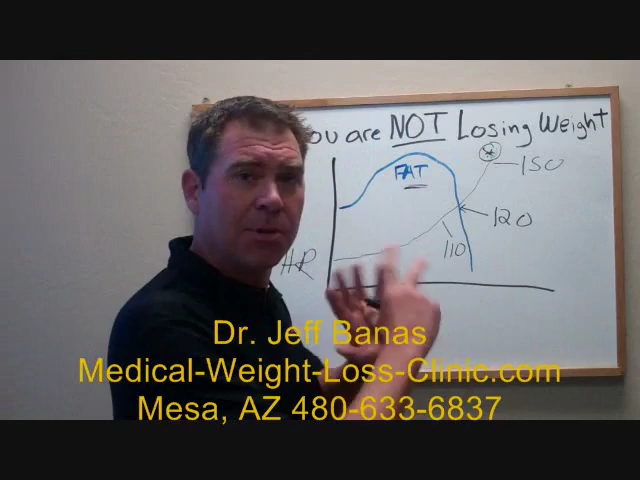 you are NOT Losing Weight
FAT
150
120
110
HR
Dr. Jeff Banas
Medical-Weight-Loss-Clinic.com
Mesa, AZ 480-633-6837